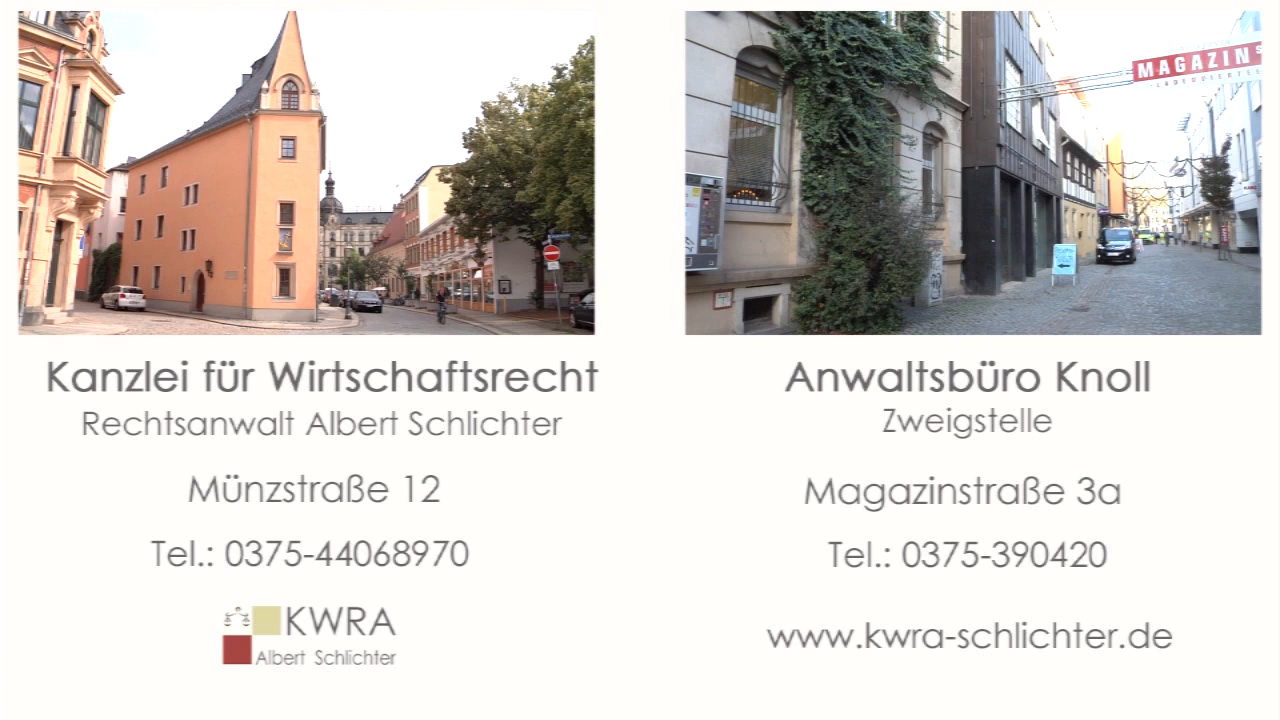 MAGAZIN
Kanzlei für Wirtschaftsrecht
Rechtsanwalt Albert Schlichter
Münzstraße 12
Tel.: 0375-44068970
KWRA
Albert Schlichter
Anwaltsbüro Knoll
Zweigstelle
Magazinstraße 3a
Tel.: 0375-390420
www.kwra-schlichter.de